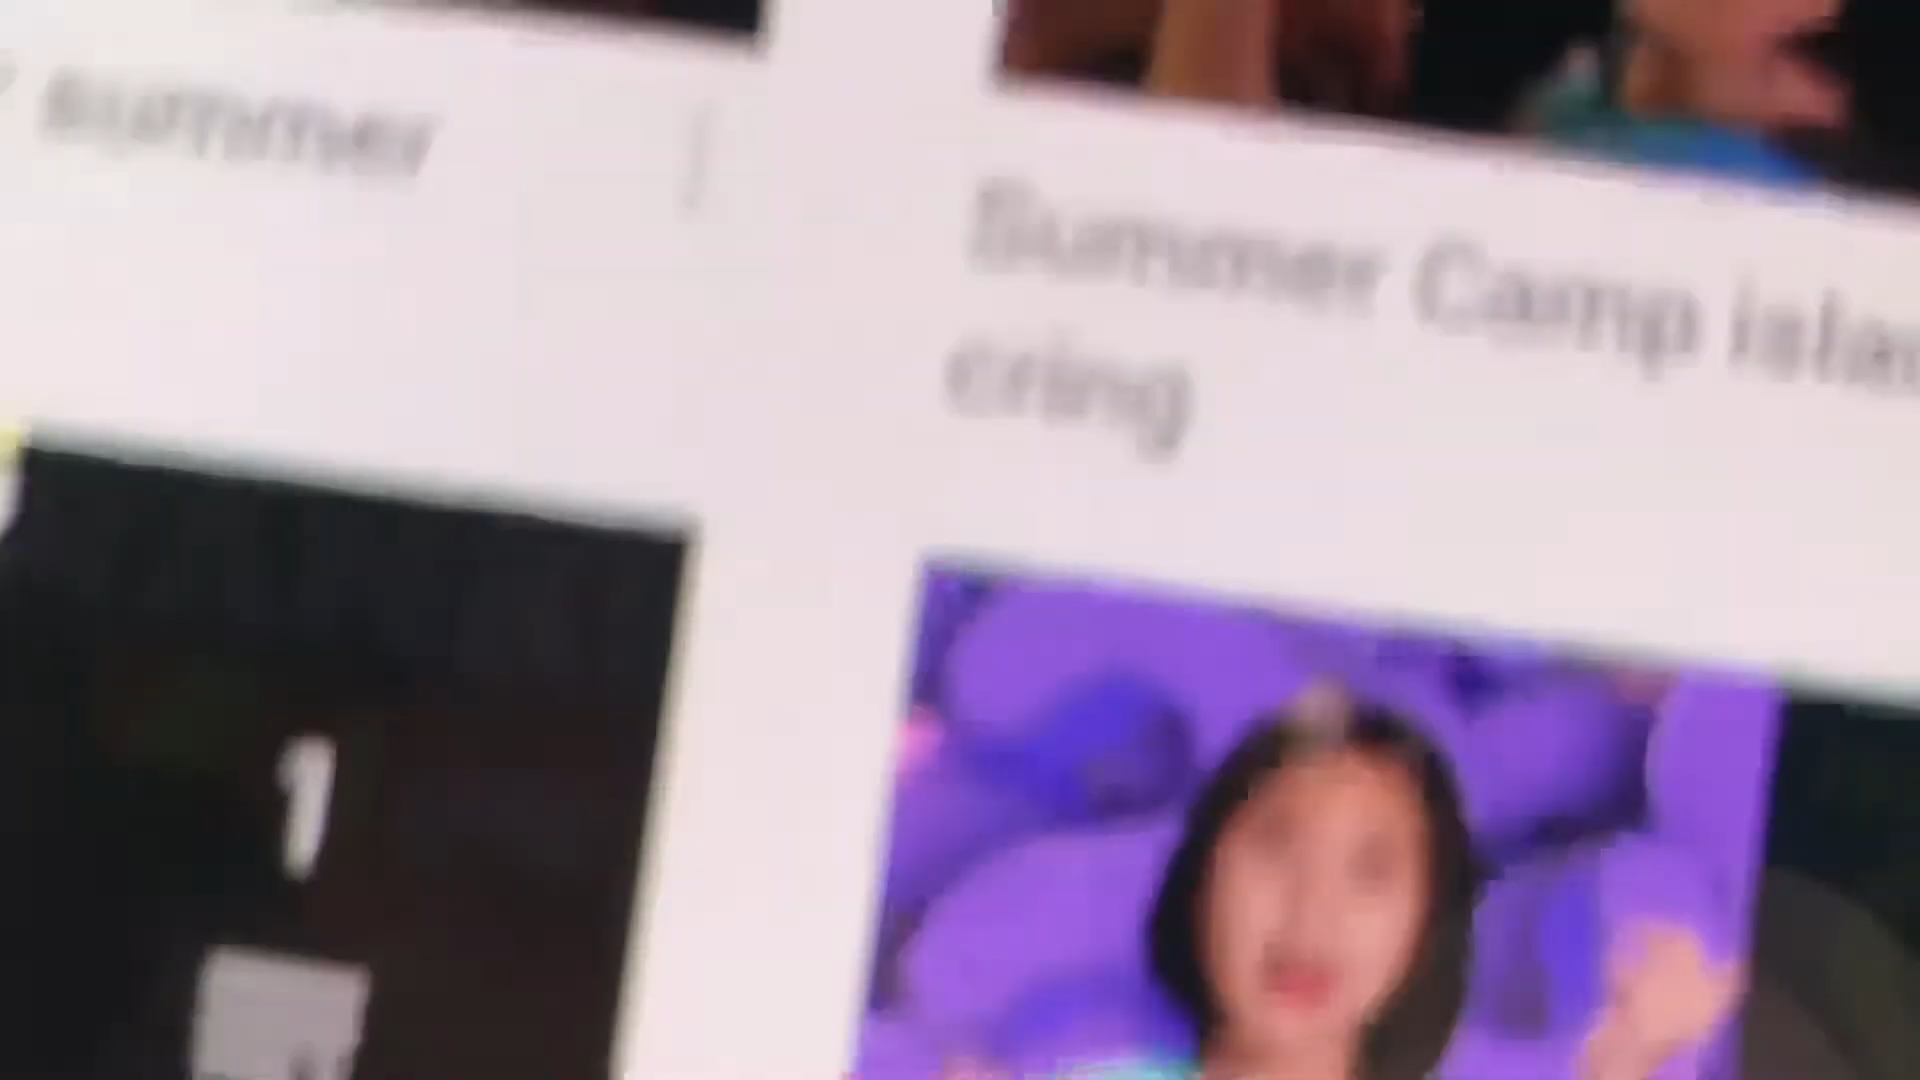 summer
Summer Camp isla
cring
1